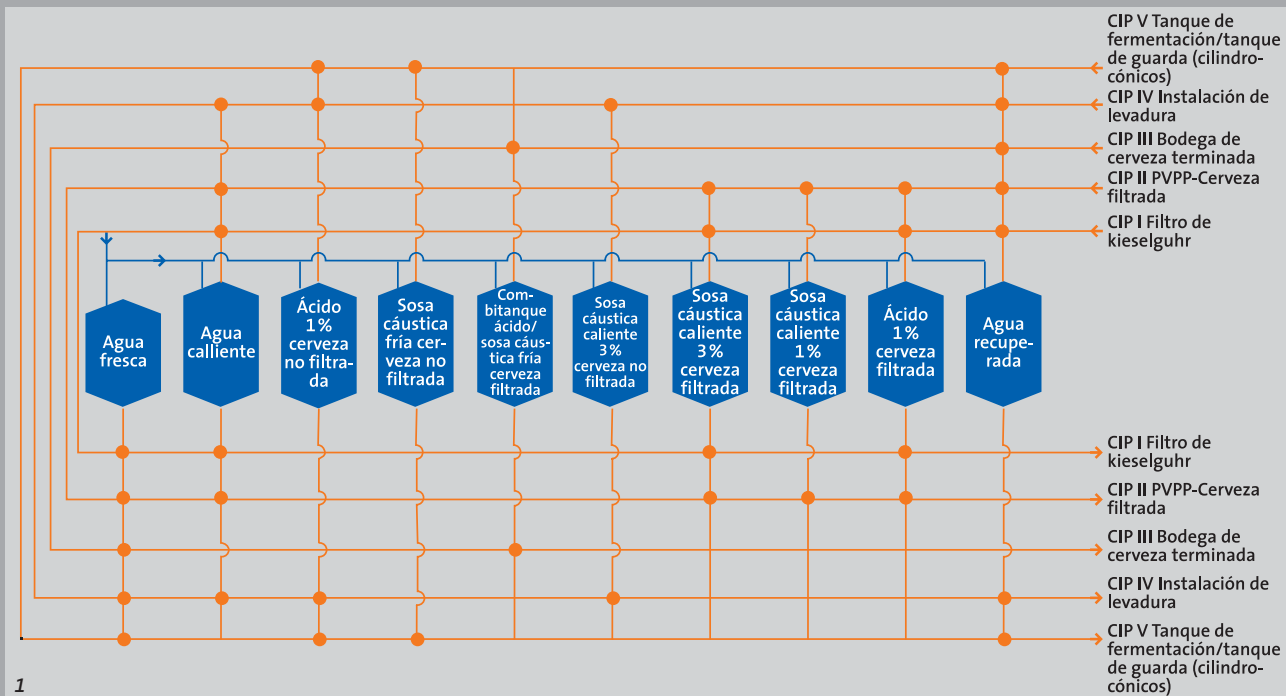 CIP V Tanque de
fermentación/tanque
de guarda (cilindro-
cónicos)
CIP IV Instalación de
levadura
CIP III Bodega de
cerveza terminada
CIP II PVPP-Cerveza
filtrada
CIP I Filtro de
kieselguhr
Agua
fresca
Agua
calliente
Ácido
1%
cerveza
no filtra-
da
Sosa
cáustica
fría cer-
veza no
filtrada
Com-
bitanque
ácido/
sosa cáus-
tica fría
cerveza
filtrada
Sosa
cáustica
caliente
3%
cerveza no
filtrada
Sosa
cáustica
caliente
3%
cerveza
filtrada
Sosa
cáustica
caliente
1%
cerveza
filtrada
Ácido
1%
cerveza
filtrada
Agua
recupe-
rada
CIP I Filtro de
kieselguhr
CIP II PVPP-Cerveza
filtrada
CIP III Bodega de
cerveza terminada
CIP IV Instalación de
levadura
CIP V Tanque de
fermentación/tanque
de guarda (cilindro-
cónicos)
1